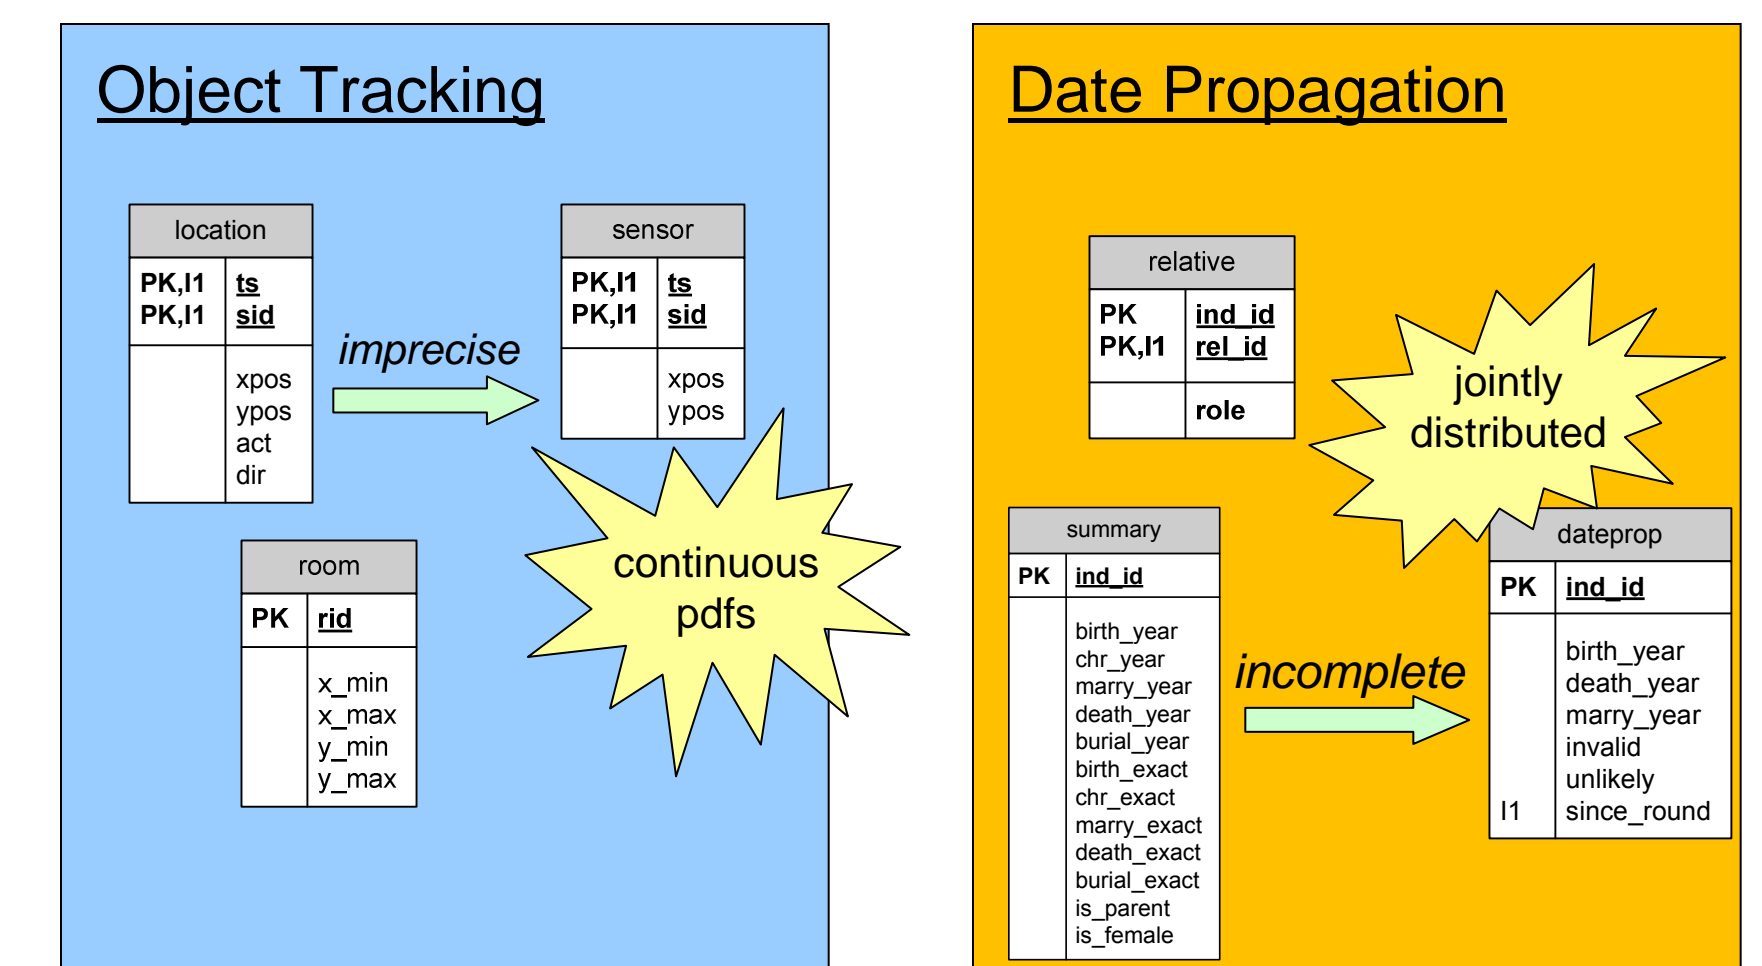 Object Tracking
location
PK,I1 ts
PK,I1 sid
xpos
ypos
act
dir
imprecise
sensor
PK,I1 ts
PK,I1 sid
xpos
ypos
room
PK rid
x_min
x_max
y_min
y_max
continuous
pdfs
Date Propagation
relative
PK ind_id
PK,I1 rel_id
role
jointly
distributed
summary
PK ind_id
birth_year
chr_year
marry_year
death_year
burial_year
birth_exact
chr_exact
marry_exact
death_exact
burial_exact
is_parent
is_female
incomplete
dateprop
PK ind_id
birth_year
death_year
marry_year
invalid
unlikely
I1 since_round